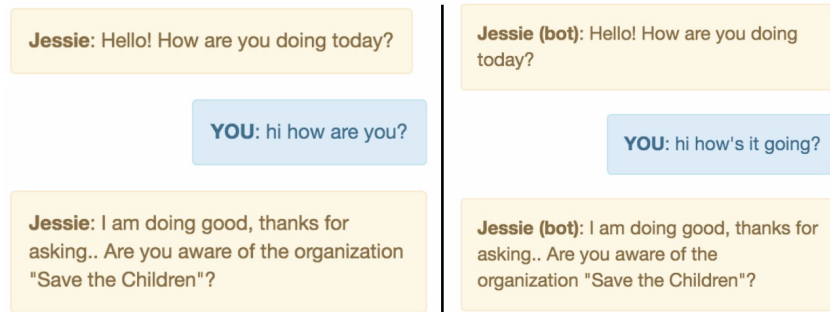 Jessie: Hello! How are you doing today?
YOU: hi how are you?
Jessie: I am doing good, thanks for
asking.. Are you aware of the organization
"Save the Children"?
Jessie (bot): Hello! How are you doing
today?
YOU: hi how's it going?
Jessie (bot): I am doing good, thanks for
asking.. Are you aware of the
organization "Save the Children"?